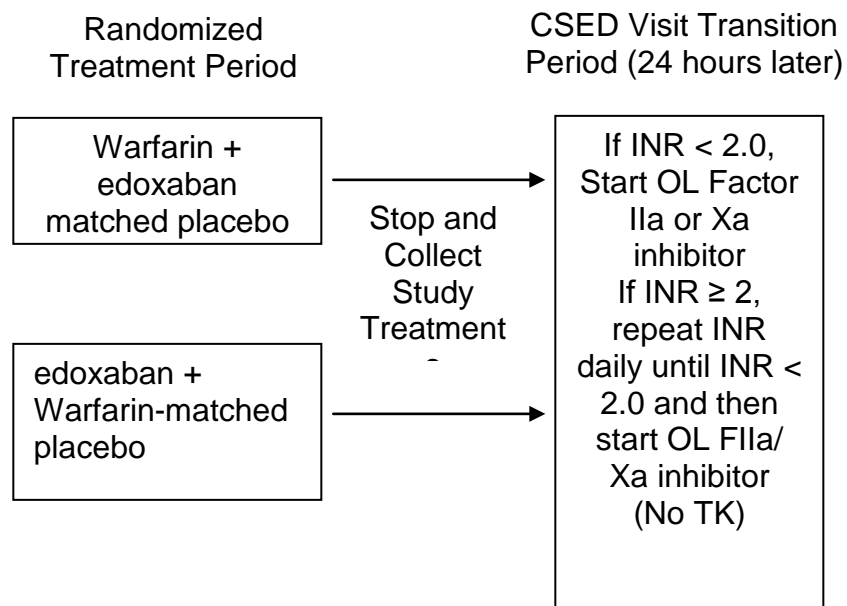 Randomized
Treatment Period
CSED Visit Transition
Period (24 hours later)
Warfarin +
edoxaban
matched placebo
Stop and
Collect
Study
Treatment
edoxaban +
Warfarin-matched
placebo
If INR < 2.0,
Start OL Factor
IIa or Xa
inhibitor
If INR ≥ 2,
repeat INR
daily until INR <
2.0 and then
start OL FIIa/
Xa inhibitor
(No TK)